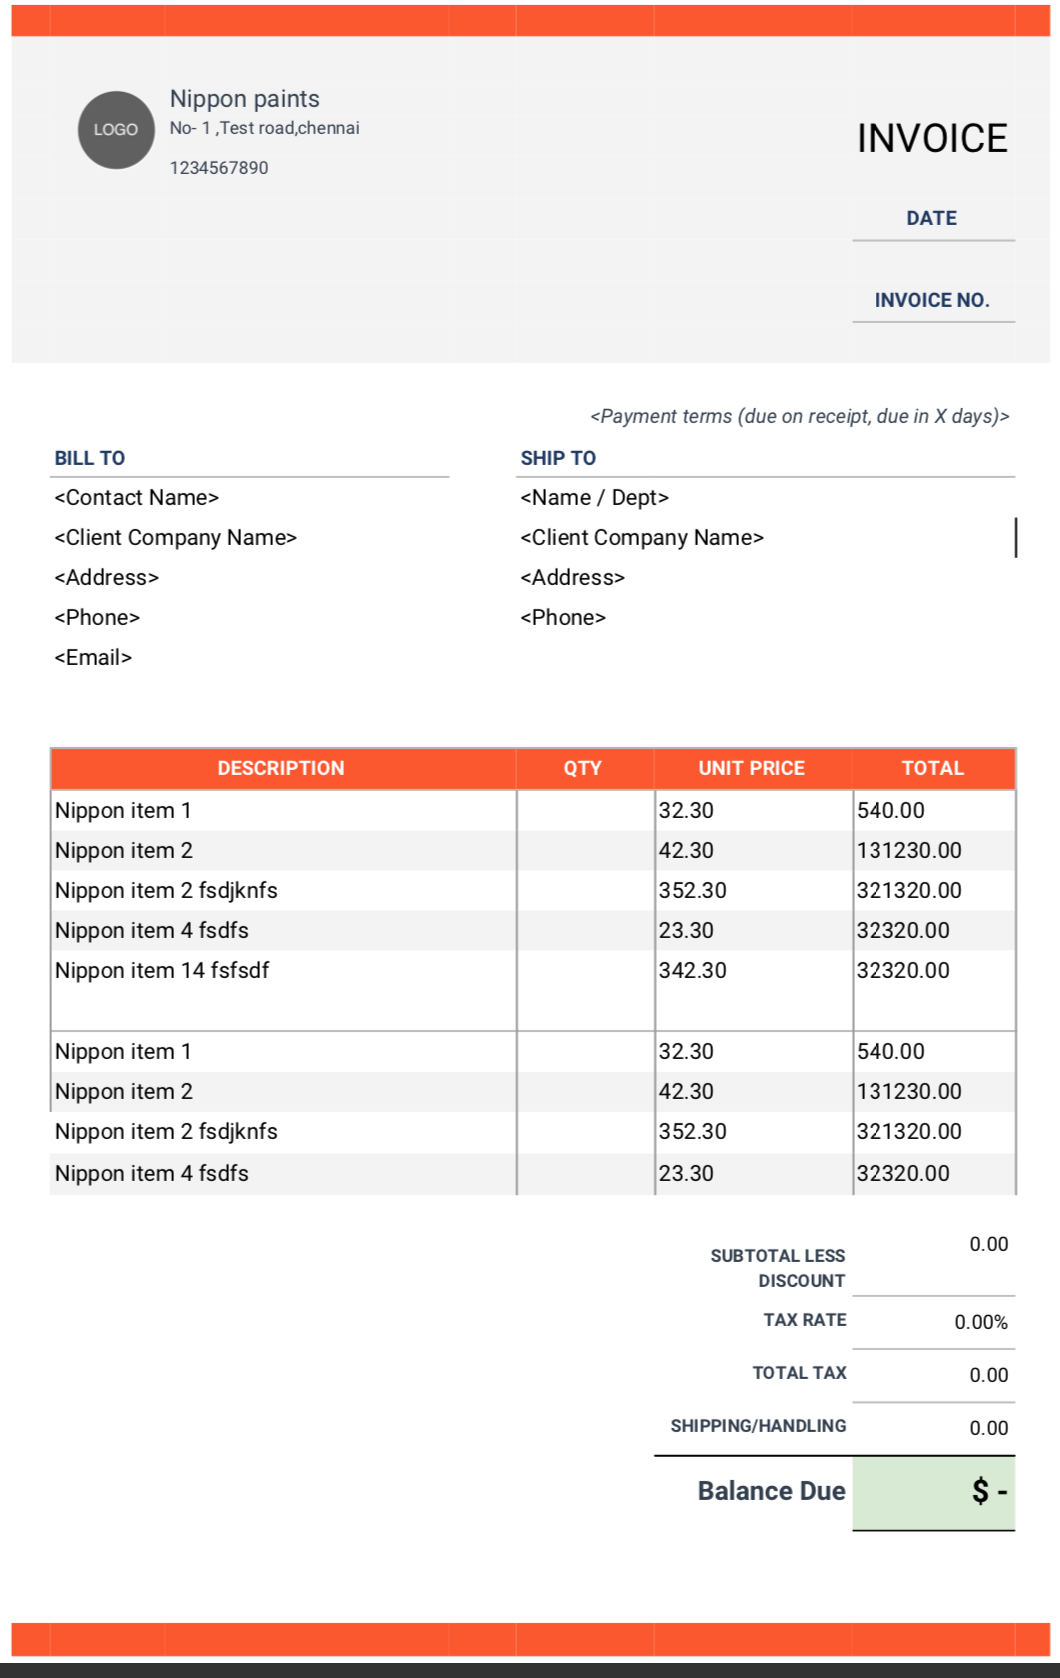 LOGO
Nippon paints
No- 1 ,Test road,chennai
1234567890
INVOICE
DATE
INVOICE NO.
<Payment terms (due on receipt, due in X days)>
BILL TO
SHIP TO
<Contact Name>
<Name / Dept>
<Client Company Name>
<Client Company Name>
<Address>
<Address>
<Phone>
<Phone>
<Email>
DESCRIPTION QTY UNIT PRICE TOTAL
Nippon item 1 32.30 540.00
Nippon item 2 42.30 131230.00
Nippon item 2 fsdjknfs 352.30 321320.00
Nippon item 4 fsdfs 23.30 32320.00
Nippon item 14 fsfsdf 342.30 32320.00
Nippon item 1 32.30 540.00
Nippon item 2 42.30 131230.00
Nippon item 2 fsdjknfs 352.30 321320.00
Nippon item 4 fsdfs 23.30 32320.00
SUBTOTAL LESS
DISCOUNT
0.00
TAX RATE 0.00%
TOTAL TAX 0.00
SHIPPING/HANDLING 0.00
Balance Due $ -